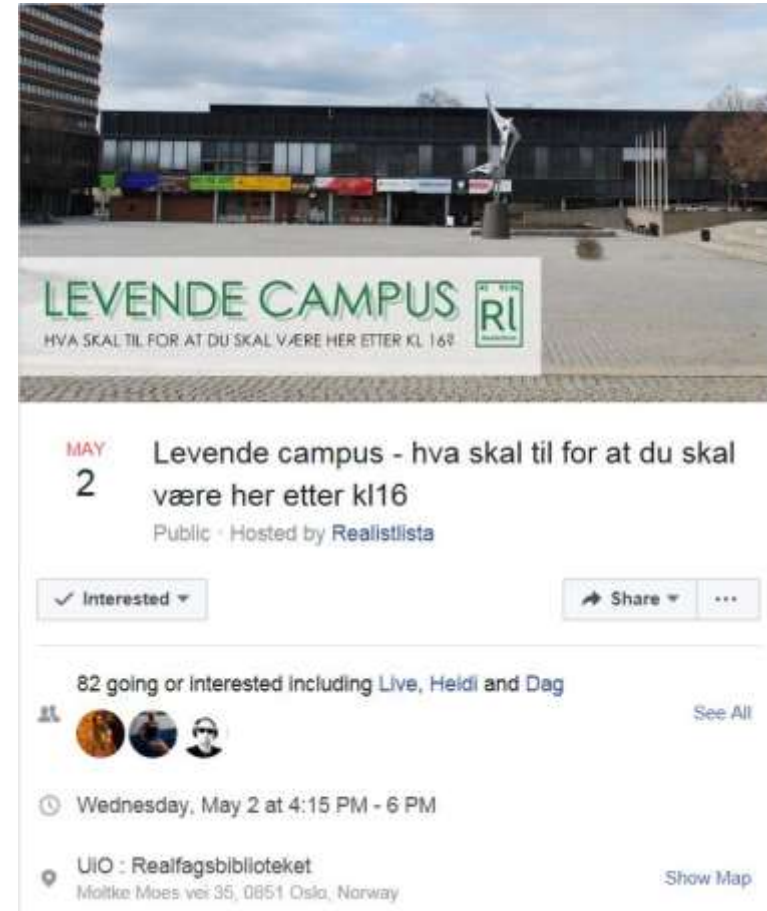 LEVENDE CAMPUS
Rl
HVA SKAL TIL FOR AT DU SKAL VÆRE HER ETTER KL 16?
MAY
2
Levende campus - hva skal til for at du skal
være her etter kl16
Public · Hosted by Realistlista
Interested
Share
82 going or interested including Live, Heidi and Dag
See All
Wednesday, May 2 at 4:15 PM - 6 PM
UiO : Realfagsbiblioteket
Moltke Moes vei 35, 0851 Oslo, Norway
Show Map